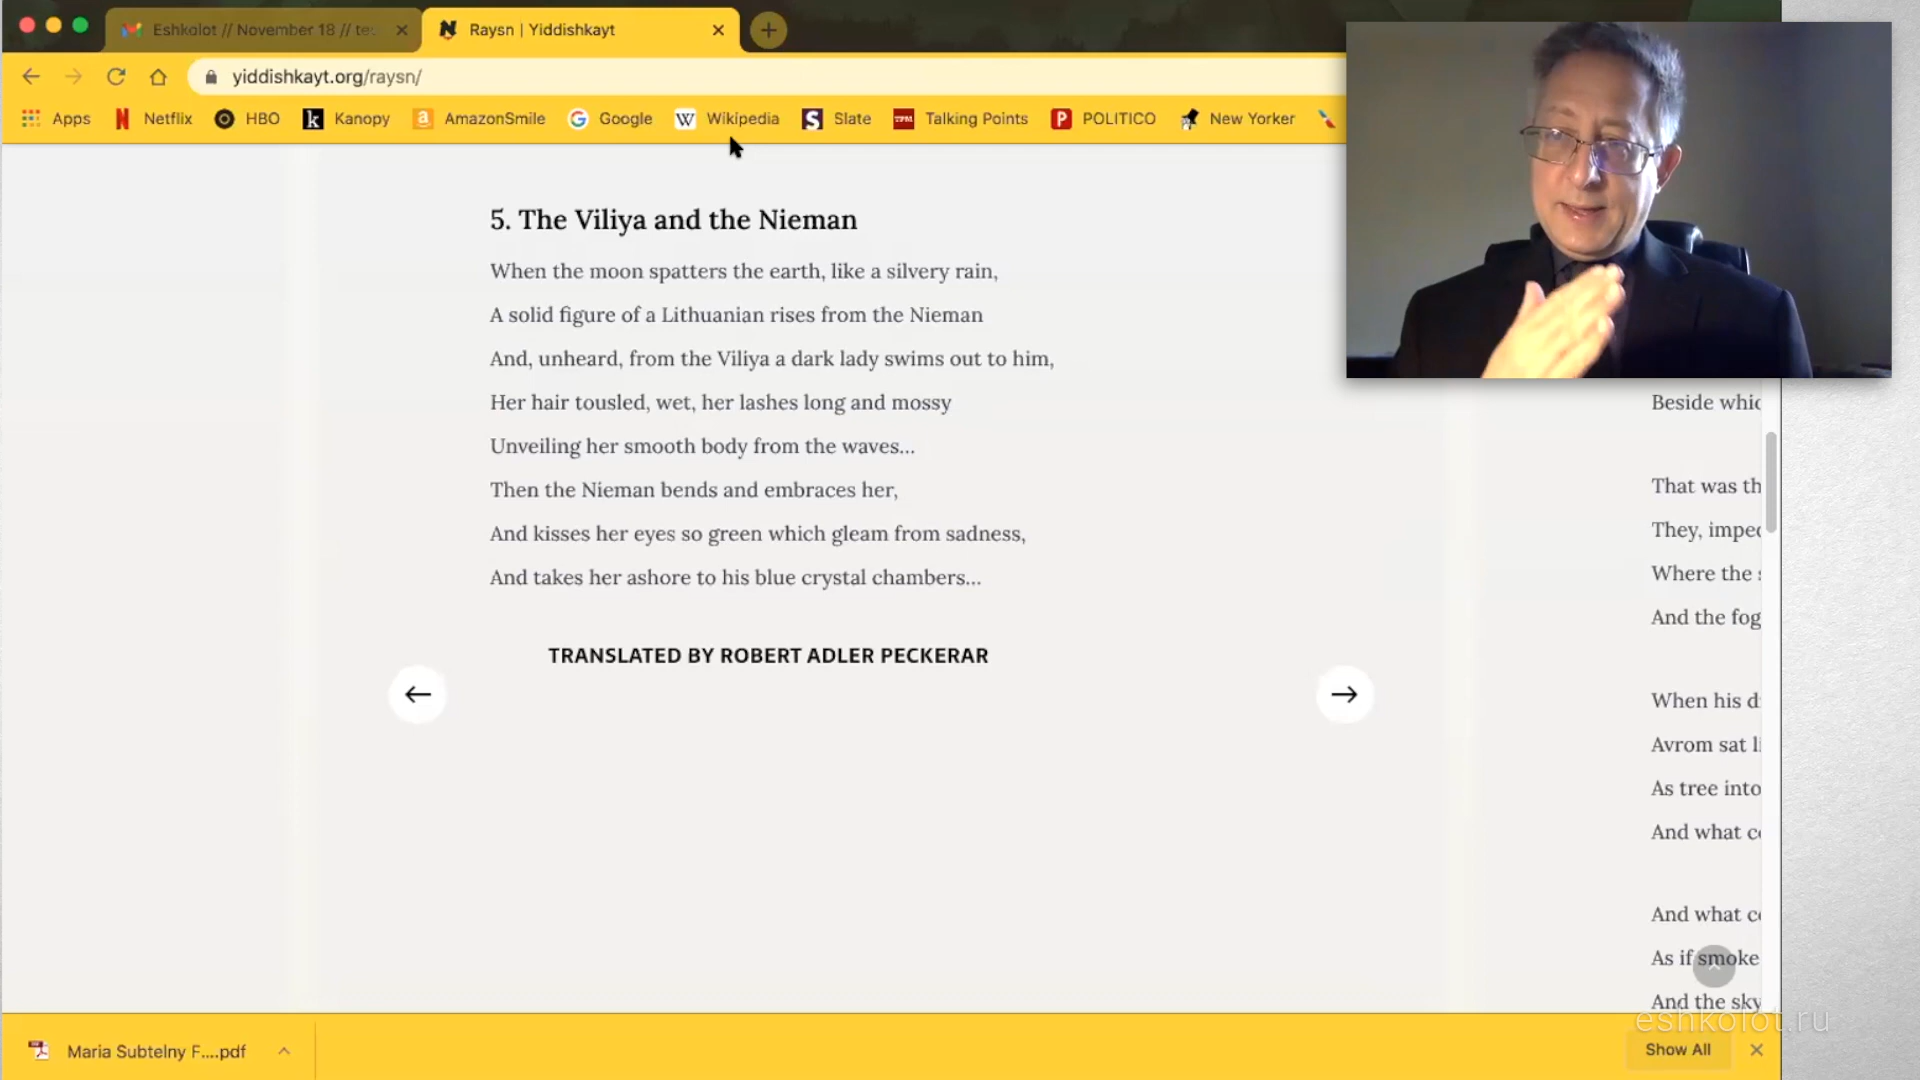 Eshkolot // November 18 // te
Raysn | Yiddishkayt
yiddishkayt.org/raysn/
Apps Netflix HBO Kanopy AmazonSmile Google Wikipedia Slate Talking Points POLITICO New Yorker
5. The Viliya and the Nieman
When the moon spatters the earth, like a silvery rain,
A solid figure of a Lithuanian rises from the Nieman
And, unheard, from the Viliya a dark lady swims out to him,
Her hair tousled, wet, her lashes long and mossy
Unveiling her smooth body from the waves...
Then the Nieman bends and embraces her,
And kisses her eyes so green which gleam from sadness,
And takes her ashore to his blue crystal chambers...
TRANSLATED BY ROBERT ADLER PECKERAR
Beside whic
That was th
They, impec
Where the
And the fog
When his d
Avrom sat li
As tree into
And what c
And what c
As if smoke
And the sky
eshkolot.ru
Maria Subtelny F....pdf
Show All